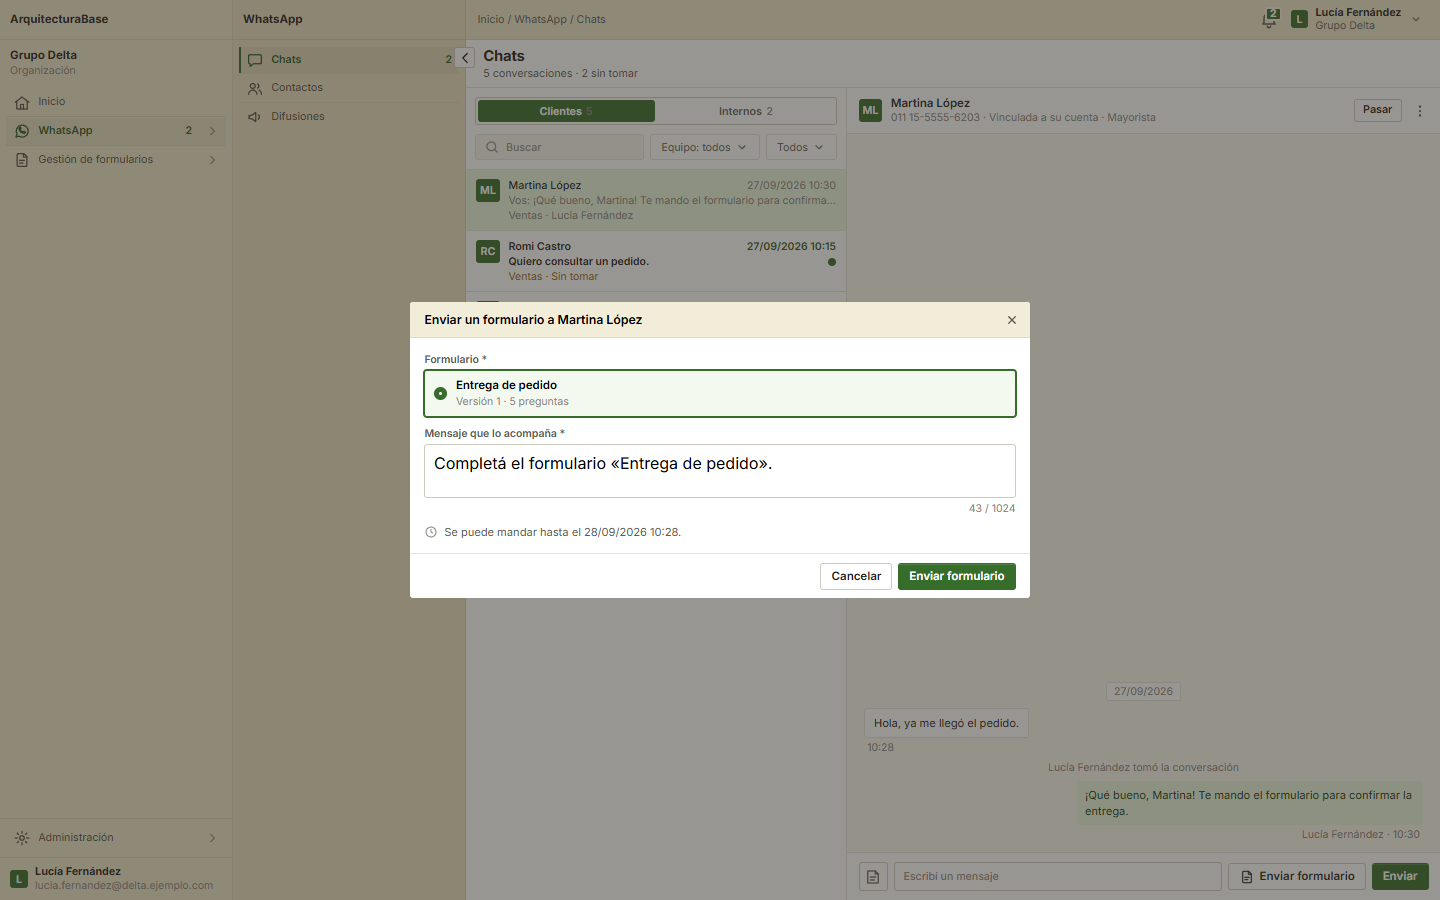 ArquitecturaBase
Grupo Delta
Organización
Inicio
WhatsApp 2
Gestión de formularios
Administración
L Lucía Fernández
lucia.fernandez@delta.ejemplo.com
WhatsApp
Chats 2
Contactos
Difusiones
Inicio / WhatsApp / Chats
2
L Lucía Fernández
Grupo Delta
Chats
5 conversaciones · 2 sin tomar
Clientes 5
Internos 2
Buscar
Equipo: todos
Todos
ML Martina López 27/09/2026 10:30
Vos: ¡Qué bueno, Martina! Te mando el formulario para confirma...
Ventas · Lucía Fernández
RC Romi Castro 27/09/2026 10:15
Quiero consultar un pedido.
Ventas · Sin tomar
ML Martina López
011 15-5555-6203 · Vinculada a su cuenta · Mayorista
Pasar
Enviar un formulario a Martina López
Formulario *
Entrega de pedido
Versión 1 · 5 preguntas
Mensaje que lo acompaña *
Completá el formulario «Entrega de pedido».
43 / 1024
Se puede mandar hasta el 28/09/2026 10:28.
Cancelar
Enviar formulario
27/09/2026
Hola, ya me llegó el pedido.
10:28
Lucía Fernández tomó la conversación
¡Qué bueno, Martina! Te mando el formulario para confirmar la
entrega.
Lucía Fernández · 10:30
Escribí un mensaje
Enviar formulario
Enviar